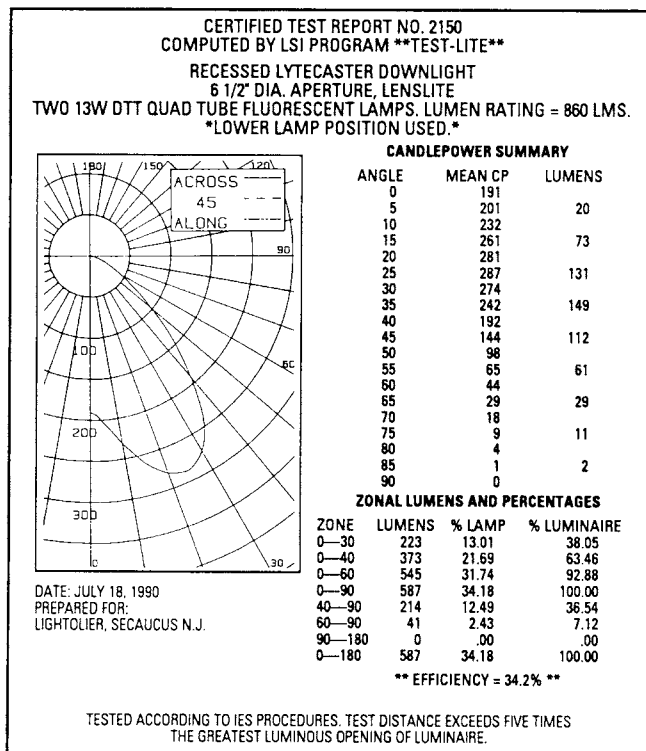 CERTIFIED TEST REPORT NO. 2150
COMPUTED BY LSI PROGRAM **TEST-LITE**
RECESSED LYTECASTER DOWNLIGHT
6 1/2" DIA. APERTURE, LENSLITE
TWO 13W DTT QUAD TUBE FLUORESCENT LAMPS. LUMEN RATING = 860 LMS.
*LOWER LAMP POSITION USED.*
180 150 120
ACROSS
45
ALONG
90
60
100
200
300
0 30
DATE: JULY 18, 1990
PREPARED FOR:
LIGHTOLIER, SECAUCUS N.J.
CANDLEPOWER SUMMARY
ANGLE MEAN CP LUMENS
0 191
5 201 20
10 232
15 261 73
20 281
25 287 131
30 274
35 242 149
40 192
45 144 112
50 98
55 65 61
60 44
65 29 29
70 18
75 9 11
80 4
85 1 2
90 0
ZONAL LUMENS AND PERCENTAGES
ZONE LUMENS % LAMP % LUMINAIRE
0—30 223 13.01 38.05
0—40 373 21.69 63.46
0—60 545 31.74 92.88
0—90 587 34.18 100.00
40—90 214 12.49 36.54
60—90 41 2.43 7.12
90—180 0 .00 .00
0—180 587 34.18 100.00
** EFFICIENCY = 34.2% **
TESTED ACCORDING TO IES PROCEDURES. TEST DISTANCE EXCEEDS FIVE TIMES
THE GREATEST LUMINOUS OPENING OF LUMINAIRE.